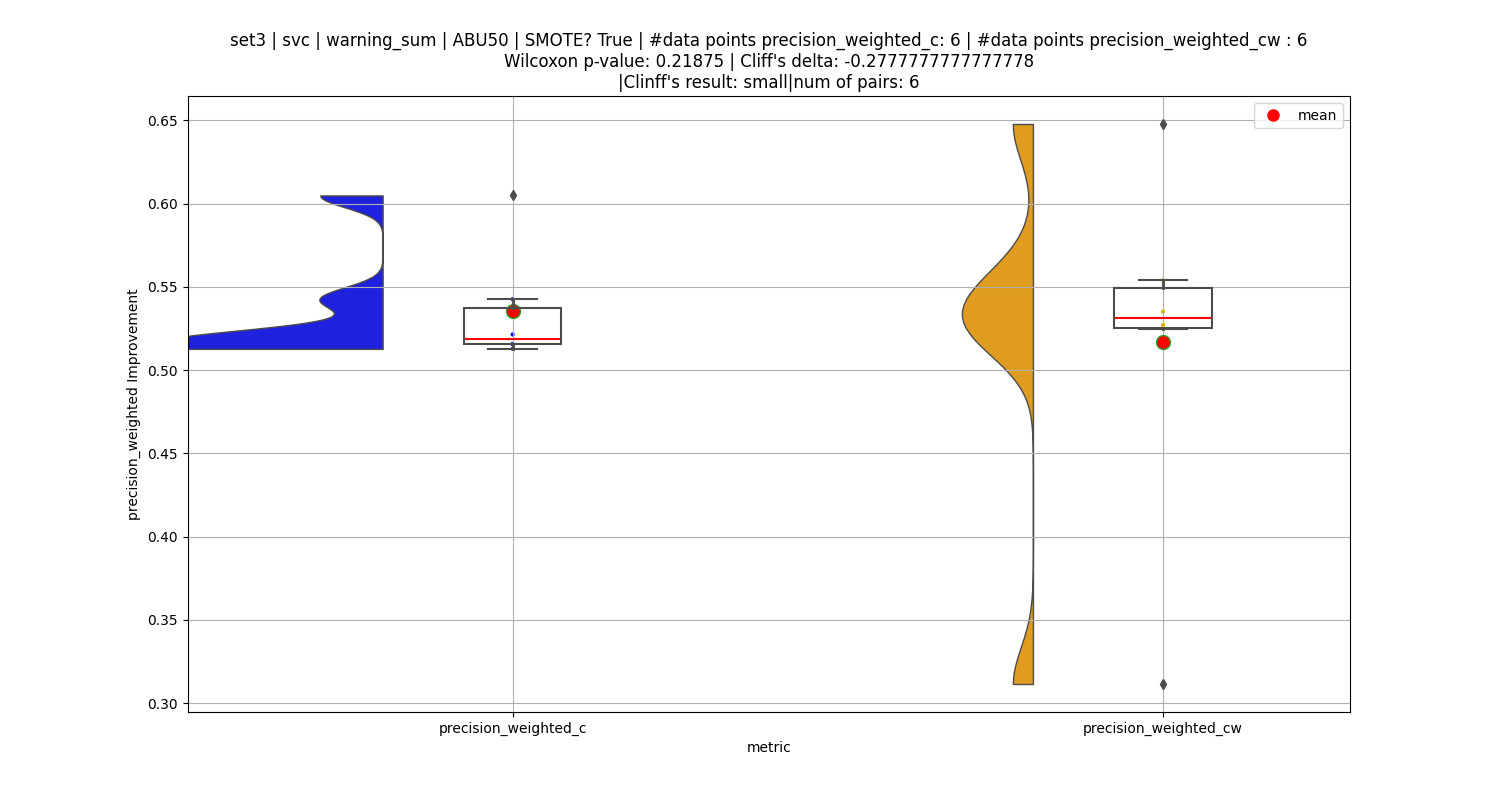 set3 | svc | warning_sum | ABU50 | SMOTE? True | #data points precision_weighted_c: 6 | #data points precision_weighted_cw : 6
Wilcoxon p-value: 0.21875 | Cliff's delta: -0.2777777777777778
|Clinff's result: small|num of pairs: 6
mean
0.65
0.60
0.55
0.50
0.45
0.40
0.35
0.30
precision_weighted Improvement
precision_weighted_c
precision_weighted_cw
metric